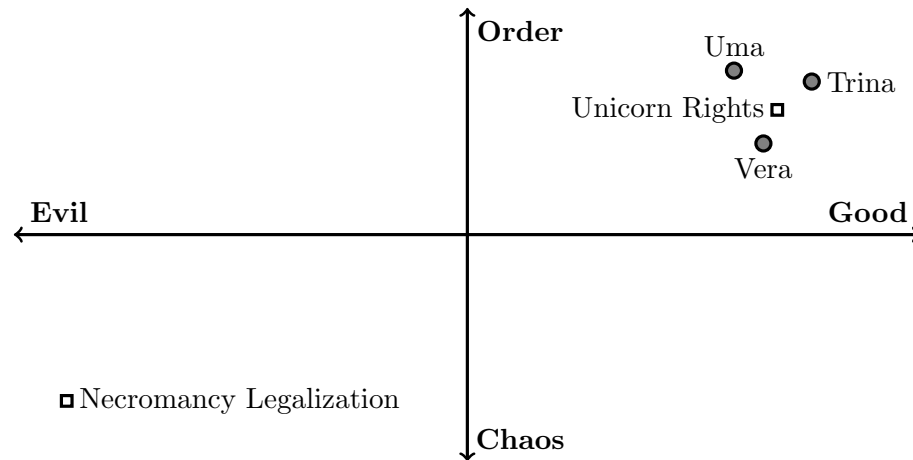 Order
Uma
Trina
Unicorn Rights
Vera
Evil
Good
Necromancy Legalization
Chaos